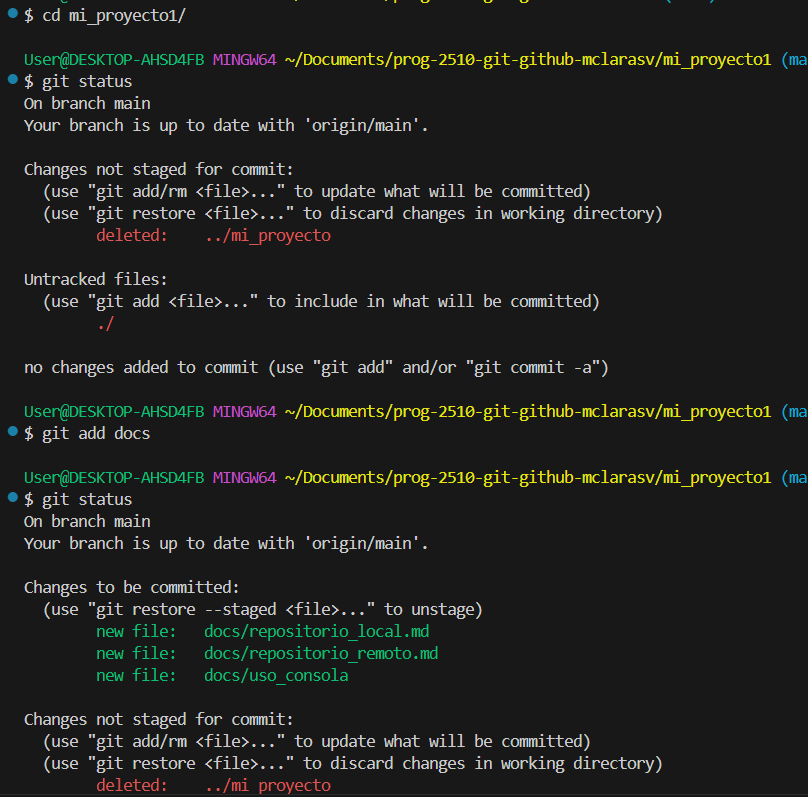 $ cd mi_proyecto1/
User@DESKTOP-AHSD4FB MINGW64 ~/Documents/prog-2510-git-github-mclarasv/mi_proyecto1 (ma
$ git status
On branch main
Your branch is up to date with 'origin/main'.
Changes not staged for commit:
(use "git add/rm <file>..." to update what will be committed)
(use "git restore <file>..." to discard changes in working directory)
deleted:    ../mi_proyecto
Untracked files:
(use "git add <file>..." to include in what will be committed)
./
no changes added to commit (use "git add" and/or "git commit -a")
User@DESKTOP-AHSD4FB MINGW64 ~/Documents/prog-2510-git-github-mclarasv/mi_proyecto1 (ma
$ git add docs
User@DESKTOP-AHSD4FB MINGW64 ~/Documents/prog-2510-git-github-mclarasv/mi_proyecto1 (ma
$ git status
On branch main
Your branch is up to date with 'origin/main'.
Changes to be committed:
(use "git restore --staged <file>..." to unstage)
new file:   docs/repositorio_local.md
new file:   docs/repositorio_remoto.md
new file:   docs/uso_consola
Changes not staged for commit:
(use "git add/rm <file>..." to update what will be committed)
(use "git restore <file>..." to discard changes in working directory)
deleted:    ../mi_proyecto